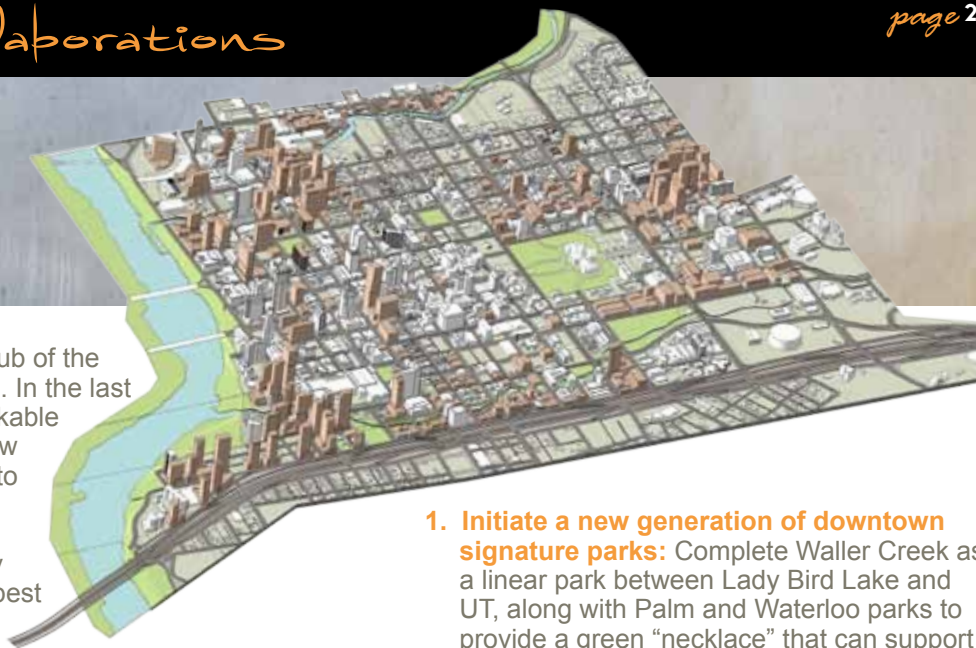 laborations
page 2
ub of the
. In the last
kable
w
to
y
best
1. Initiate a new generation of downtown
signature parks: Complete Waller Creek as
a linear park between Lady Bird Lake and
UT, along with Palm and Waterloo parks to
provide a green “necklace” that can support